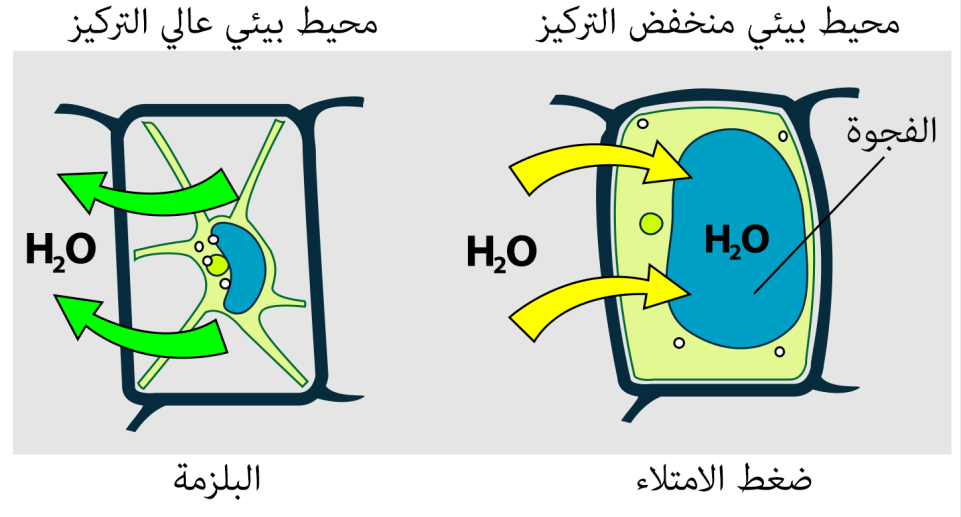 محيط بيئي منخفض التركيز
محيط بيئي عالي التركيز
الفجوة
H₂O
H₂O
H₂O
ضغط الامتلاء
البلزمة